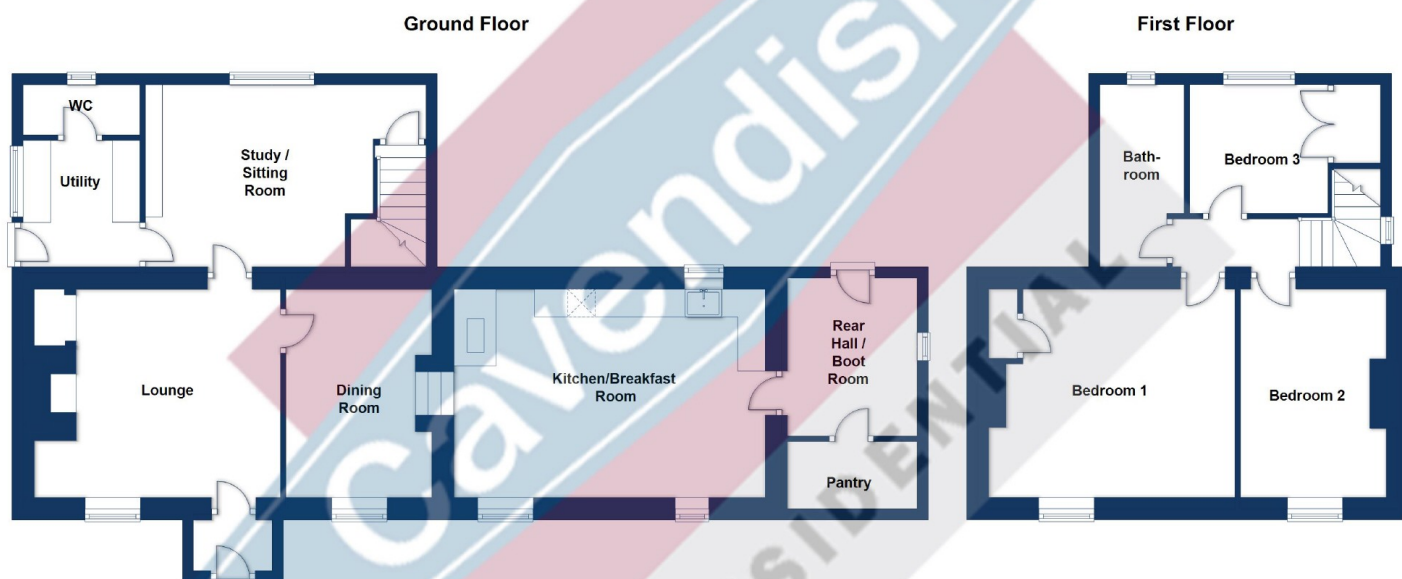 Ground Floor
First Floor
WC
Utility
Study /
Sitting
Room
Lounge
Dining
Room
Kitchen/Breakfast
Room
Rear
Hall /
Boot
Room
Pantry
Bath-
room
Bedroom 3
Bedroom 1
Bedroom 2
Cavendish
SIDENTIAL